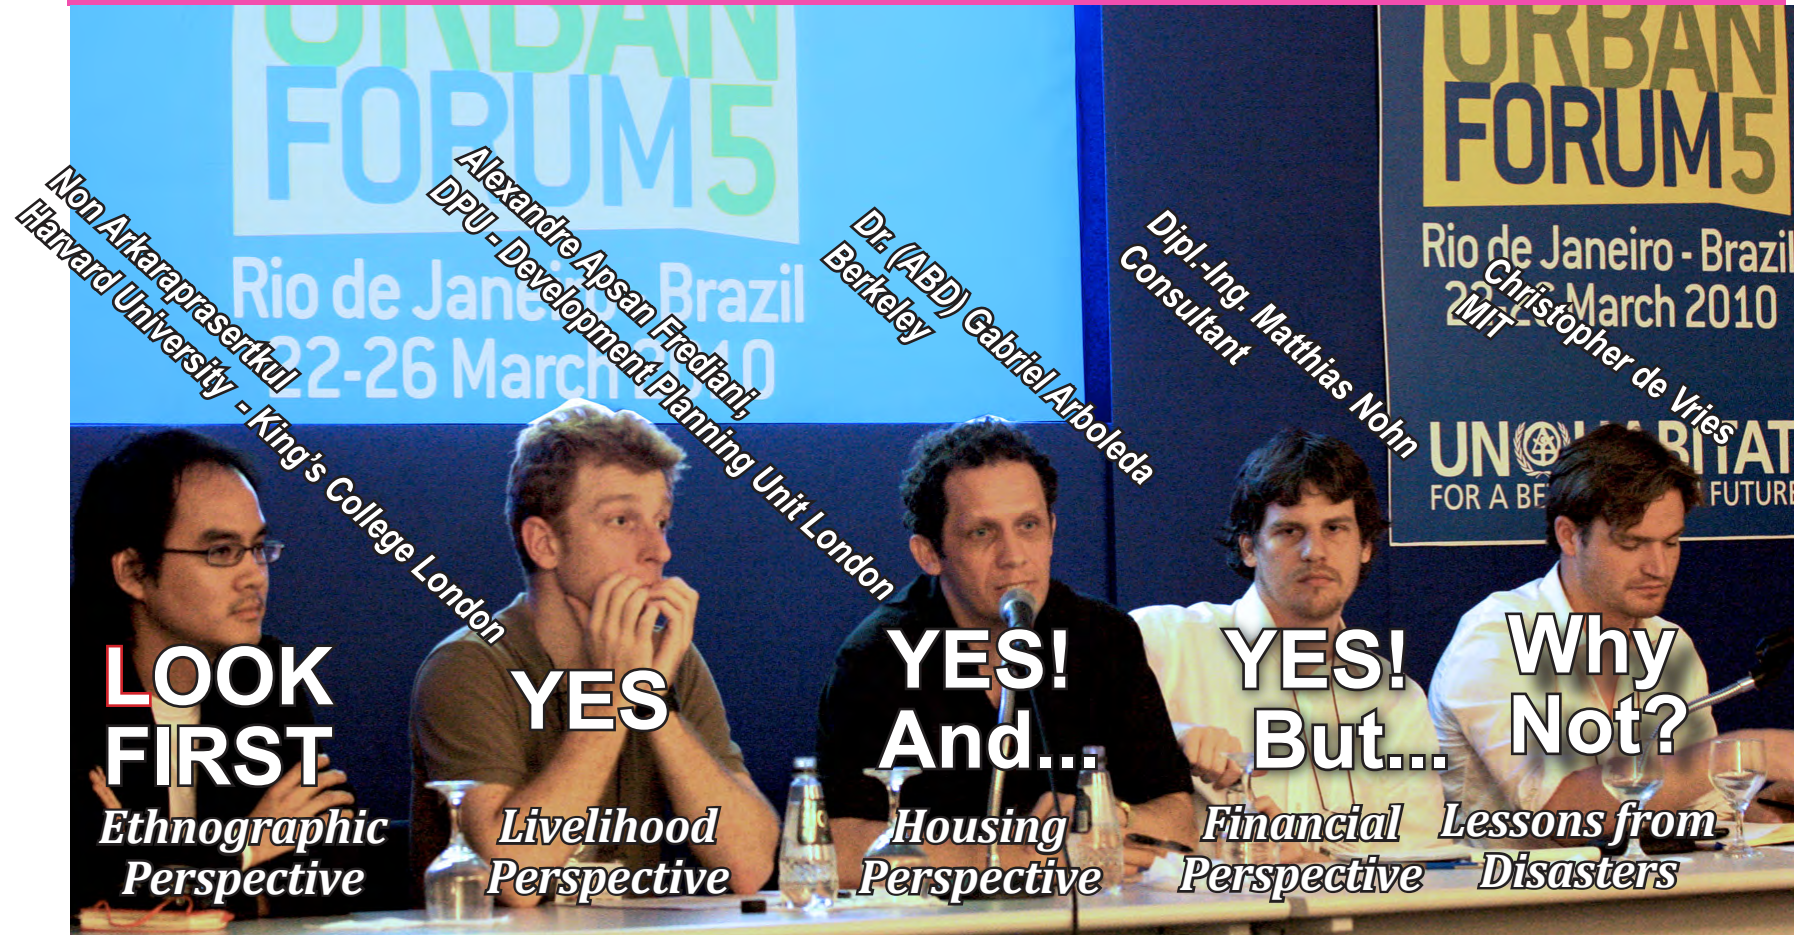 URBAN
FORUM5
Rio de Janeiro - Brazil
22-26 March 2010
URBAN
FORUM5
Rio de Janeiro - Brazil
22-26 March 2010
UN HABITAT
FOR A BE FUTURE
Non Arkaraprasertkul
Harvard University - King's College London
Alexandre Apsan Frediani,
DPU - Development Planning Unit London
Dr. (ABD) Gabriel Arboleda
Berkeley
Dipl.-Ing. Matthias Nohn
Consultant
Christopher de Vries
MIT
LOOK
FIRST
Ethnographic
Perspective
YES
Livelihood
Perspective
YES!
And...
Housing
Perspective
YES!
But...
Financial
Perspective
Why
Not?
Lessons from
Disasters